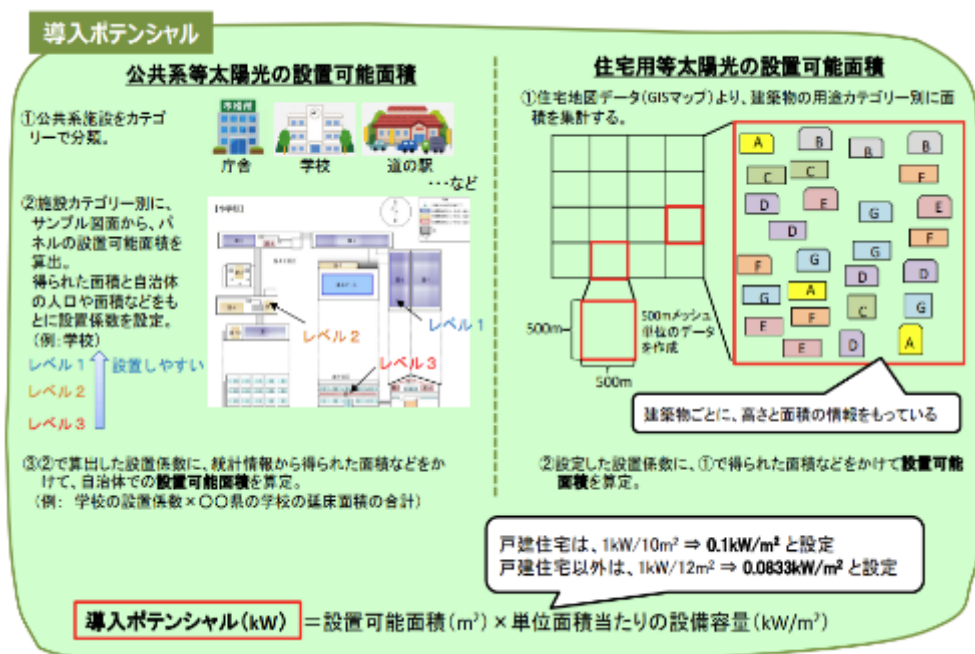 導入ポテンシャル
公共系等太陽光の設置可能面積
①公共系施設をカテゴ
リーで分類。
庁舎
学校
道の駅
・・・など
②施設カテゴリー別に、
サンプル図面から、パ
ネルの設置可能面積を
算出。
得られた面積と自治体
の人口や面積などをも
とに設置係数を設定。
(例:学校)
レベル1
設置しやすい
レベル2
レベル3
レベル2
レベル1
レベル3
③②で算出した設置係数に、統計情報から得られた面積などをか
けて、自治体での設置可能面積を算定。
(例: 学校の設置係数×〇〇県の学校の延床面積の合計)
住宅用等太陽光の設置可能面積
①住宅地図データ(GISマップ)より、建築物の用途カテゴリー別に面
積を集計する。
500m
500m
500mメッシュ
単位のデータ
を作成
A B B B
C C F
D E G E
D F
F G G
D D
G A C G
F F
E E D A
建築物ごとに、高さと面積の情報をもっている
②設定した設置係数に、①で得られた面積などをかけて設置可能
面積を算定。
戸建住宅は、1kW/10m² ⇒ 0.1kW/m² と設定
戸建住宅以外は、1kW/12m² ⇒ 0.0833kW/m² と設定
導入ポテンシャル(kW) =設置可能面積(m²)×単位面積当たりの設備容量(kW/m²)